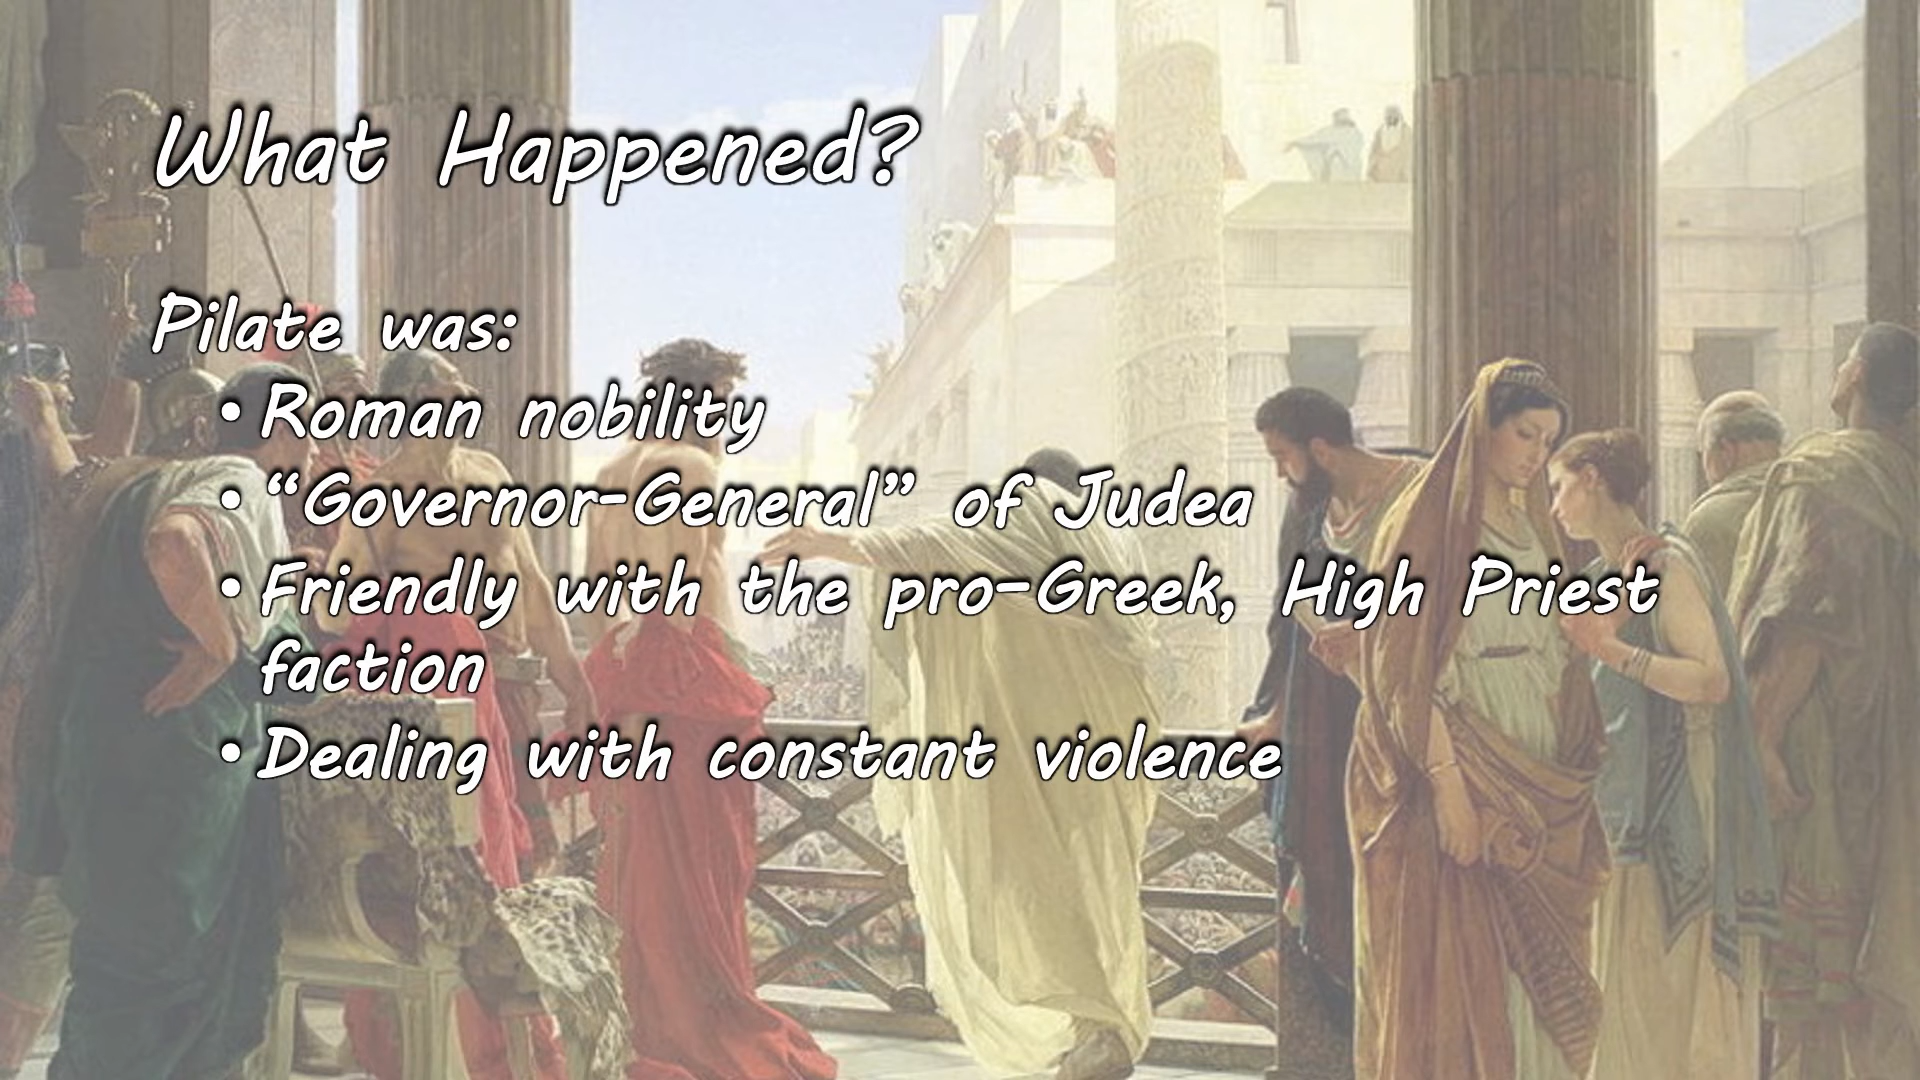 What Happened?
Pilate was:
• Roman nobility
• “Governor-General” of Judea
• Friendly with the pro-Greek, High Priest
faction
• Dealing with constant violence